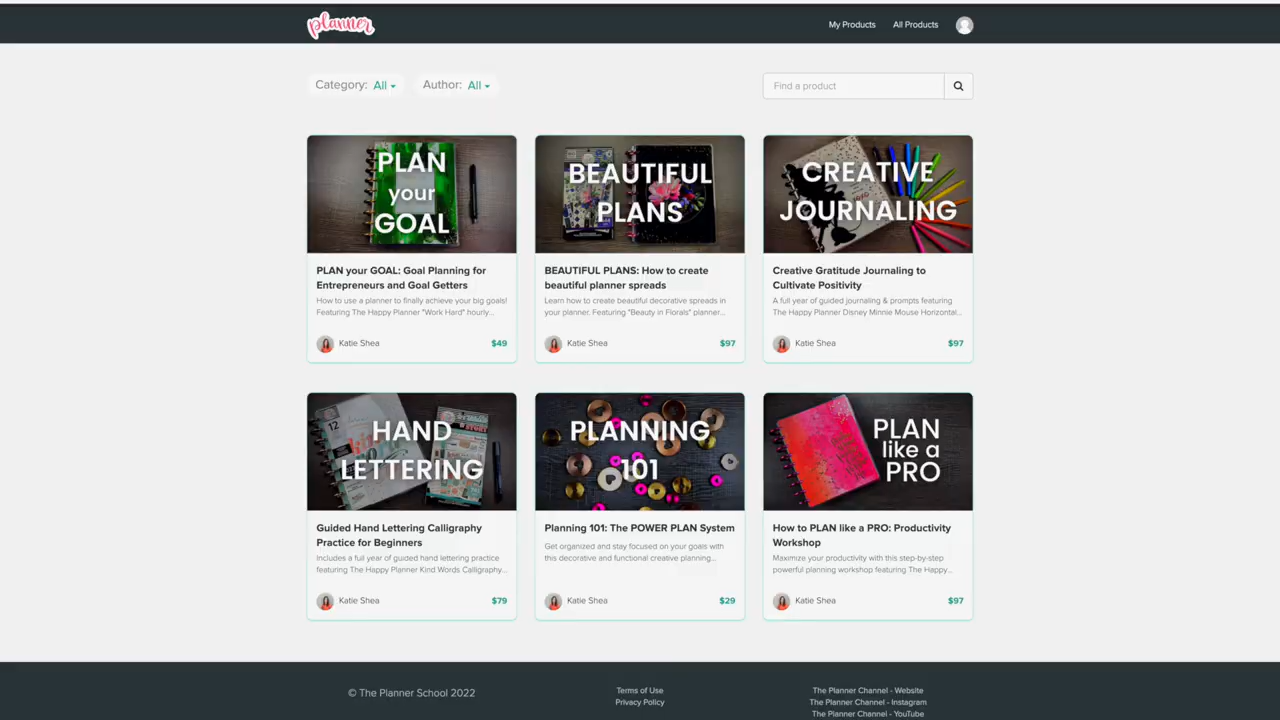 planner
My Products
All Products
Category: All
Author: All
Find a product
PLAN
your
GOAL
PLAN your GOAL: Goal Planning for
Entrepreneurs and Goal Getters
How to use a planner to finally achieve your big goals!
Featuring The Happy Planner "Work Hard" hourly...
Katie Shea
$49
BEAUTIFUL
PLANS
BEAUTIFUL PLANS: How to create
beautiful planner spreads
Learn how to create beautiful decorative spreads in
your planner. Featuring "Beauty in Florals" planner...
Katie Shea
$97
CREATIVE
JOURNALING
Creative Gratitude Journaling to
Cultivate Positivity
A full year of guided journaling & prompts featuring
The Happy Planner Disney Minnie Mouse Horizontal...
Katie Shea
$97
HAND
LETTERING
Guided Hand Lettering Calligraphy
Practice for Beginners
Includes a full year of guided hand lettering practice
featuring The Happy Planner Kind Words Calligraphy...
Katie Shea
$79
PLANNING
101
Planning 101: The POWER PLAN System
Get organized and stay focused on your goals with
this decorative and functional creative planning...
Katie Shea
$29
PLAN
like a
PRO
How to PLAN like a PRO: Productivity
Workshop
Maximize your productivity with this step-by-step
powerful planning workshop featuring The Happy...
Katie Shea
$97
© The Planner School 2022
Terms of Use
Privacy Policy
The Planner Channel - Website
The Planner Channel - Instagram
The Planner Channel - YouTube